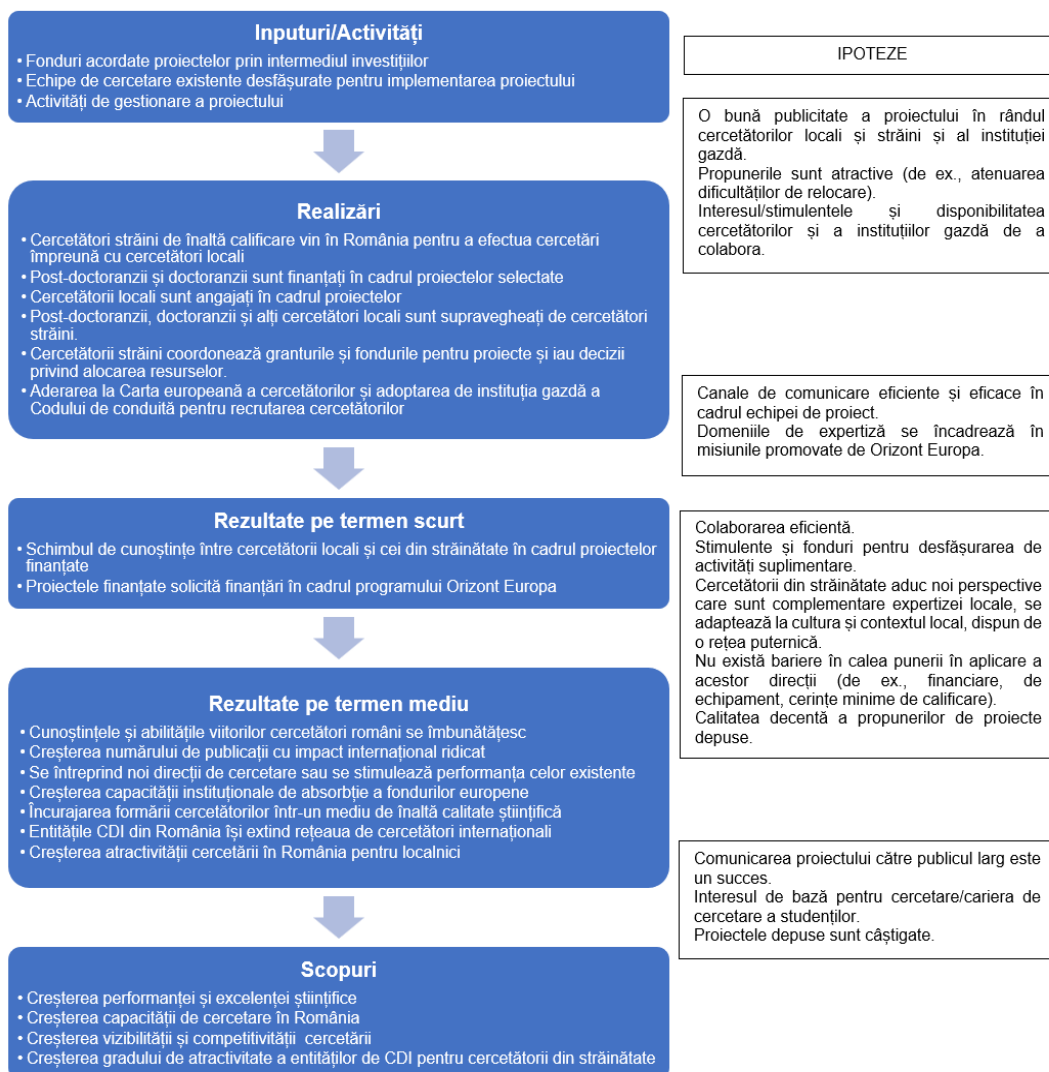 Inputuri/Activități
• Fonduri acordate proiectelor prin intermediul investițiilor
• Echipe de cercetare existente desfășurate pentru implementarea proiectului
• Activități de gestionare a proiectului
Realizări
• Cercetători străini de înaltă calificare vin în România pentru a efectua cercetări
împreună cu cercetători locali
• Post-doctoranzii și doctoranzii sunt finanțați în cadrul proiectelor selectate
• Cercetătorii locali sunt angajați în cadrul proiectelor
• Post-doctoranzii, doctoranzii și alți cercetători locali sunt supravegheați de cercetători
străini.
• Cercetătorii străini coordonează granturile și fondurile pentru proiecte și iau decizii
privind alocarea resurselor.
• Aderarea la Carta europeană a cercetătorilor și adoptarea de instituția gazdă a
Codului de conduită pentru recrutarea cercetătorilor
Rezultate pe termen scurt
• Schimbul de cunoștințe între cercetătorii locali și cei din străinătate în cadrul proiectelor
finanțate
• Proiectele finanțate solicită finanțări în cadrul programului Orizont Europa
Rezultate pe termen mediu
• Cunoștințele și abilitățile viitorilor cercetători români se îmbunătățesc
• Creșterea numărului de publicații cu impact internațional ridicat
• Se întreprind noi direcții de cercetare sau se stimulează performanța celor existente
• Creșterea capacității instituționale de absorbție a fondurilor europene
• Încurajarea formării cercetătorilor într-un mediu de înaltă calitate științifică
• Entitățile CDI din România își extind rețeaua de cercetători internaționali
• Creșterea atractivității cercetării în România pentru localnici
Scopuri
• Creșterea performanței și excelenței științifice
• Creșterea capacității de cercetare în România
• Creșterea vizibilității și competitivității cercetării
• Creșterea gradului de atractivitate a entităților de CDI pentru cercetătorii din străinătate
IPOTEZE
O bună publicitate a proiectului în rândul
cercetătorilor locali și străini și al instituției
gazdă.
Propunerile sunt atractive (de ex., atenuarea
dificultăților de relocare).
Interesul/stimulentele și disponibilitatea
cercetătorilor și a instituțiilor gazdă de a
colabora.
Canale de comunicare eficiente și eficace în
cadrul echipei de proiect.
Domeniile de expertiză se încadrează în
misiunile promovate de Orizont Europa.
Colaborarea eficientă.
Stimulente și fonduri pentru desfășurarea de
activități suplimentare.
Cercetătorii din străinătate aduc noi perspective
care sunt complementare expertizei locale, se
adaptează la cultura și contextul local, dispun de
o rețea puternică.
Nu există bariere în calea punerii în aplicare a
acestor direcții (de ex., financiare, de
echipament, cerințe minime de calificare).
Calitatea decentă a propunerilor de proiecte
depuse.
Comunicarea proiectului către publicul larg este
un succes.
Interesul de bază pentru cercetare/cariera de
cercetare a studenților.
Proiectele depuse sunt câștigate.